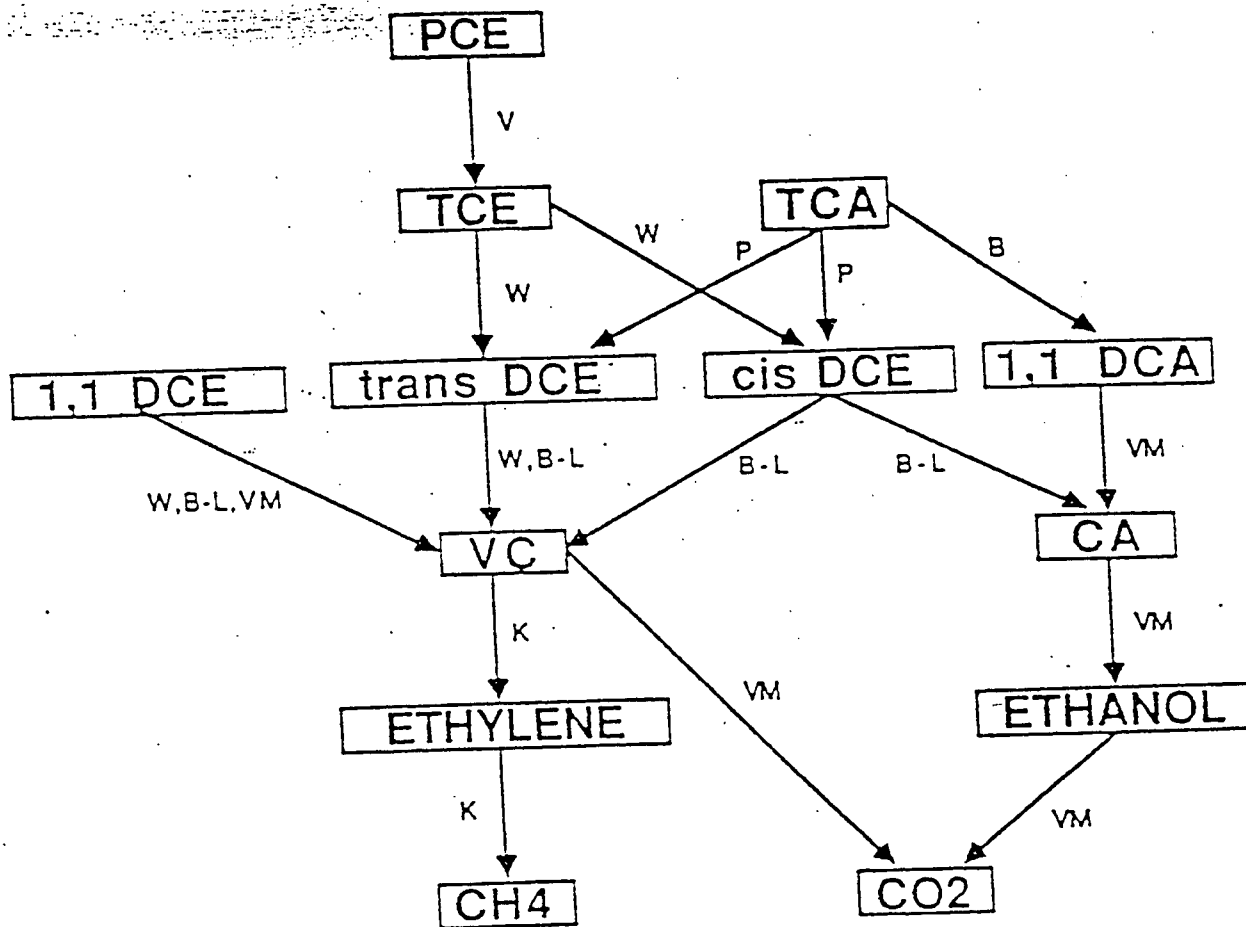 PCE
V
TCE
TCA
W
P
B
W
P
1,1 DCE
trans DCE
cis DCE
1,1 DCA
W,B-L
B-L
B-L
VM
W,B-L,VM
VC
CA
K
VM
VM
ETHYLENE
ETHANOL
K
VM
CH4
CO2